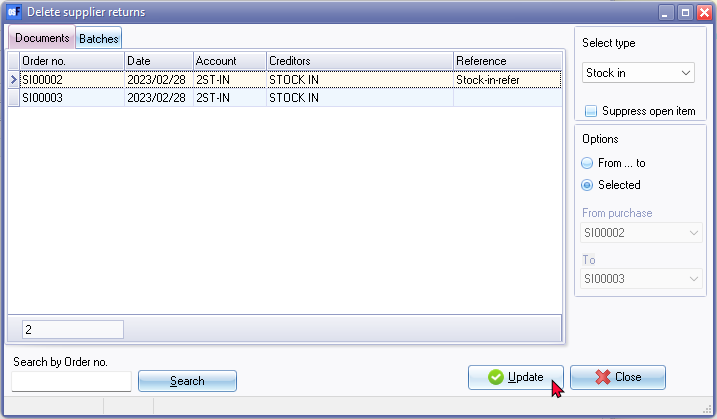 Delete supplier returns
Documents Batches
Order no. Date Account Creditors Reference
SI00002 2023/02/28 2ST-IN STOCK IN Stock-in-refer
SI00003 2023/02/28 2ST-IN STOCK IN
2
Select type
Stock in
Suppress open item
Options
From ... to
Selected
From purchase
SI00002
To
SI00003
Search by Order no.
Search
Update
Close